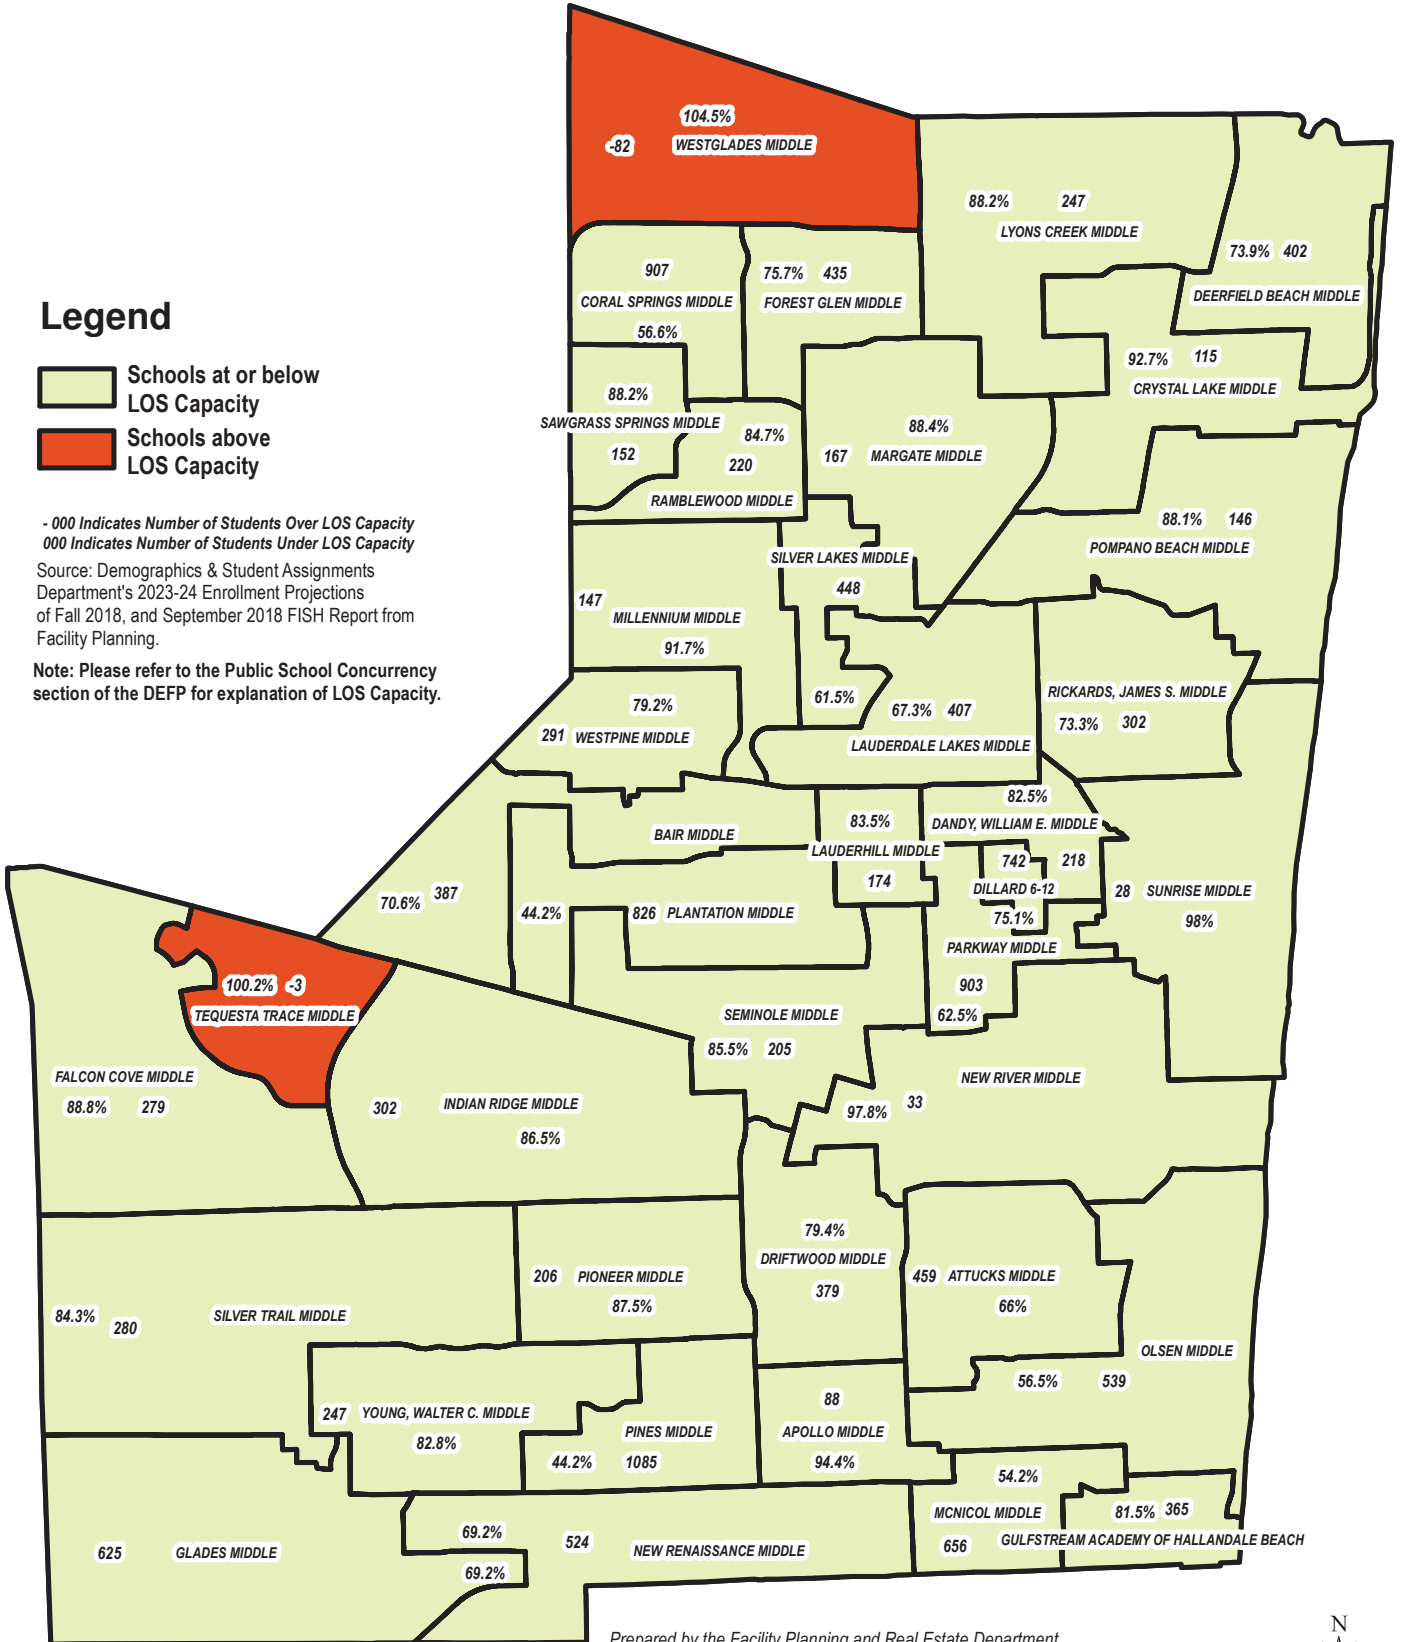 104.5%
-82 WESTGLADES MIDDLE
88.2% 247
LYONS CREEK MIDDLE
73.9% 402
DEERFIELD BEACH MIDDLE
907
CORAL SPRINGS MIDDLE
56.6%
75.7% 435
FOREST GLEN MIDDLE
92.7% 115
CRYSTAL LAKE MIDDLE
Legend
Schools at or below
LOS Capacity
Schools above
LOS Capacity
- 000 Indicates Number of Students Over LOS Capacity
000 Indicates Number of Students Under LOS Capacity
Source: Demographics & Student Assignments
Department's 2023-24 Enrollment Projections
of Fall 2018, and September 2018 FISH Report from
Facility Planning.
Note: Please refer to the Public School Concurrency
section of the DEFP for explanation of LOS Capacity.
88.2%
SAWGRASS SPRINGS MIDDLE
152
84.7%
220
RAMBLEWOOD MIDDLE
88.4%
167 MARGATE MIDDLE
88.1% 146
POMPANO BEACH MIDDLE
SILVER LAKES MIDDLE
448
61.5%
147
MILLENNIUM MIDDLE
91.7%
79.2%
291 WESTPINE MIDDLE
67.3% 407
LAUDERDALE LAKES MIDDLE
RICKARDS, JAMES S. MIDDLE
73.3% 302
82.5%
DANDY, WILLIAM E. MIDDLE
218
BAIR MIDDLE
70.6% 387
83.5%
LAUDERHILL MIDDLE
174
742
DILLARD 6-12
75.1%
28 SUNRISE MIDDLE
98%
44.2% 826 PLANTATION MIDDLE
PARKWAY MIDDLE
903
62.5%
100.2% -3
TEQUESTA TRACE MIDDLE
SEMINOLE MIDDLE
85.5% 205
FALCON COVE MIDDLE
88.8% 279
302 INDIAN RIDGE MIDDLE
86.5%
NEW RIVER MIDDLE
97.8% 33
79.4%
DRIFTWOOD MIDDLE
379
206 PIONEER MIDDLE
87.5%
459 ATTUCKS MIDDLE
66%
84.3% 280 SILVER TRAIL MIDDLE
OLSEN MIDDLE
56.5% 539
247 YOUNG, WALTER C. MIDDLE
82.8%
PINES MIDDLE
44.2% 1085
88
APOLLO MIDDLE
94.4%
54.2%
MCNICOL MIDDLE
656
81.5% 365
GULFSTREAM ACADEMY OF HALLANDALE BEACH
625 GLADES MIDDLE
69.2%
69.2%
524 NEW RENAISSANCE MIDDLE
Prepared by the Facility Planning and Real Estate Department
N